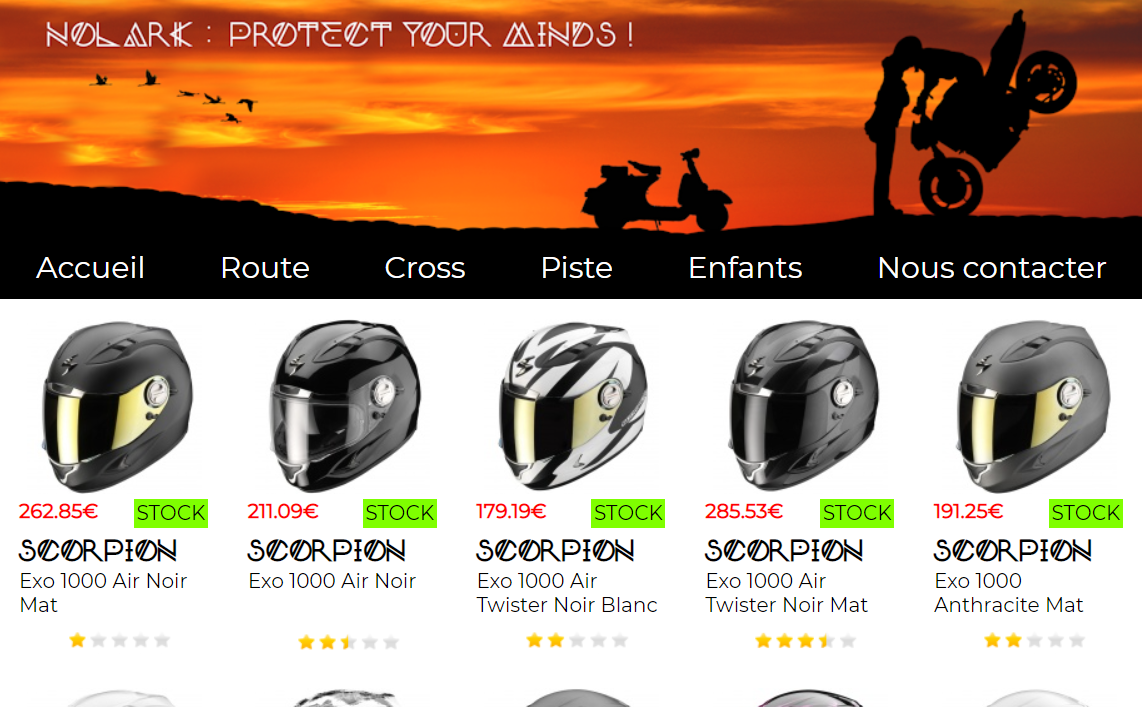 NOLARK : PROTECT YOUR MINDS !
Accueil Route Cross Piste Enfants Nous contacter
262.85€ STOCK
SCORPION
Exo 1000 Air Noir
Mat
211.09€ STOCK
SCORPION
Exo 1000 Air Noir
179.19€ STOCK
SCORPION
Exo 1000 Air
Twister Noir Blanc
285.53€ STOCK
SCORPION
Exo 1000 Air
Twister Noir Mat
191.25€ STOCK
SCORPION
Exo 1000
Anthracite Mat